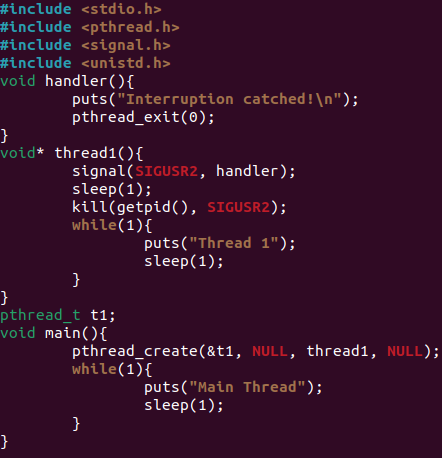 #include <stdio.h>
#include <pthread.h>
#include <signal.h>
#include <unistd.h>
void handler(){
        puts("Interruption catched!\n");
        pthread_exit(0);
}
void* thread1(){
        signal(SIGUSR2, handler);
        sleep(1);
        kill(getpid(), SIGUSR2);
        while(1){
                puts("Thread 1");
                sleep(1);
        }
}
pthread_t t1;
void main(){
        pthread_create(&t1, NULL, thread1, NULL);
        while(1){
                puts("Main Thread");
                sleep(1);
        }
}